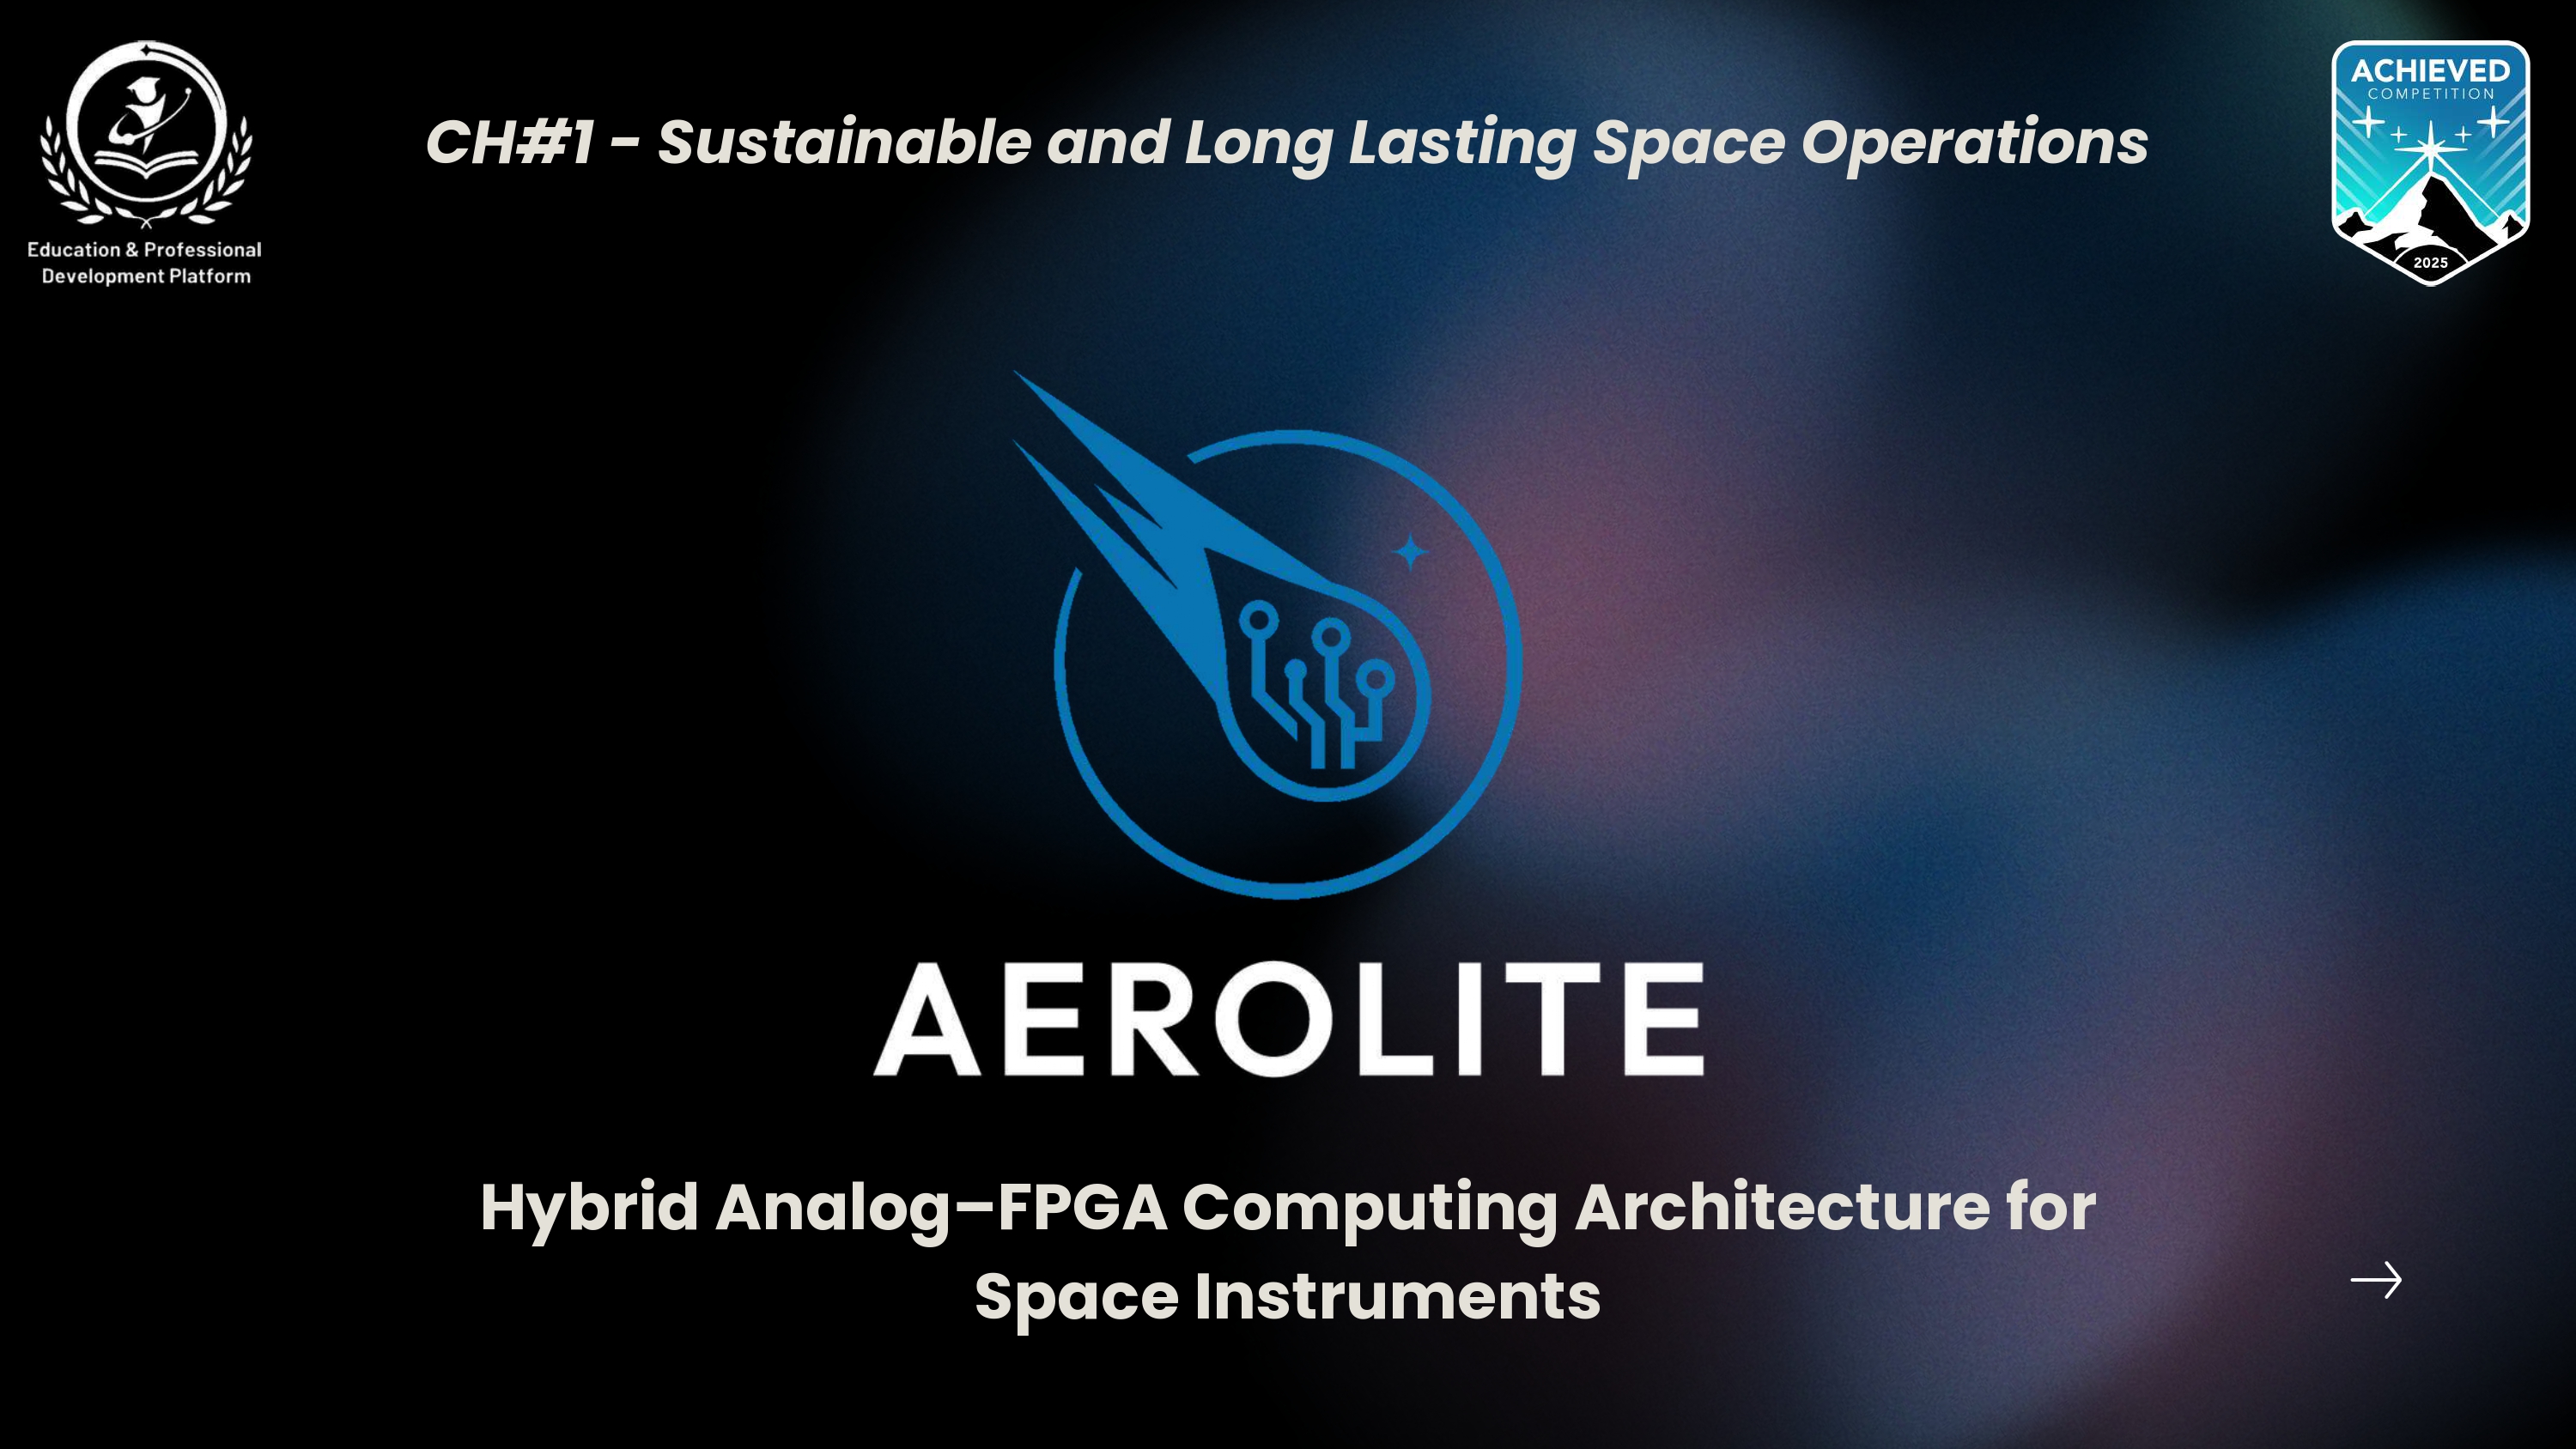 Education & Professional
Development Platform
CH#1 - Sustainable and Long Lasting Space Operations
ACHIEVED
COMPETITION
2025
AEROLITE
Hybrid Analog–FPGA Computing Architecture for
Space Instruments